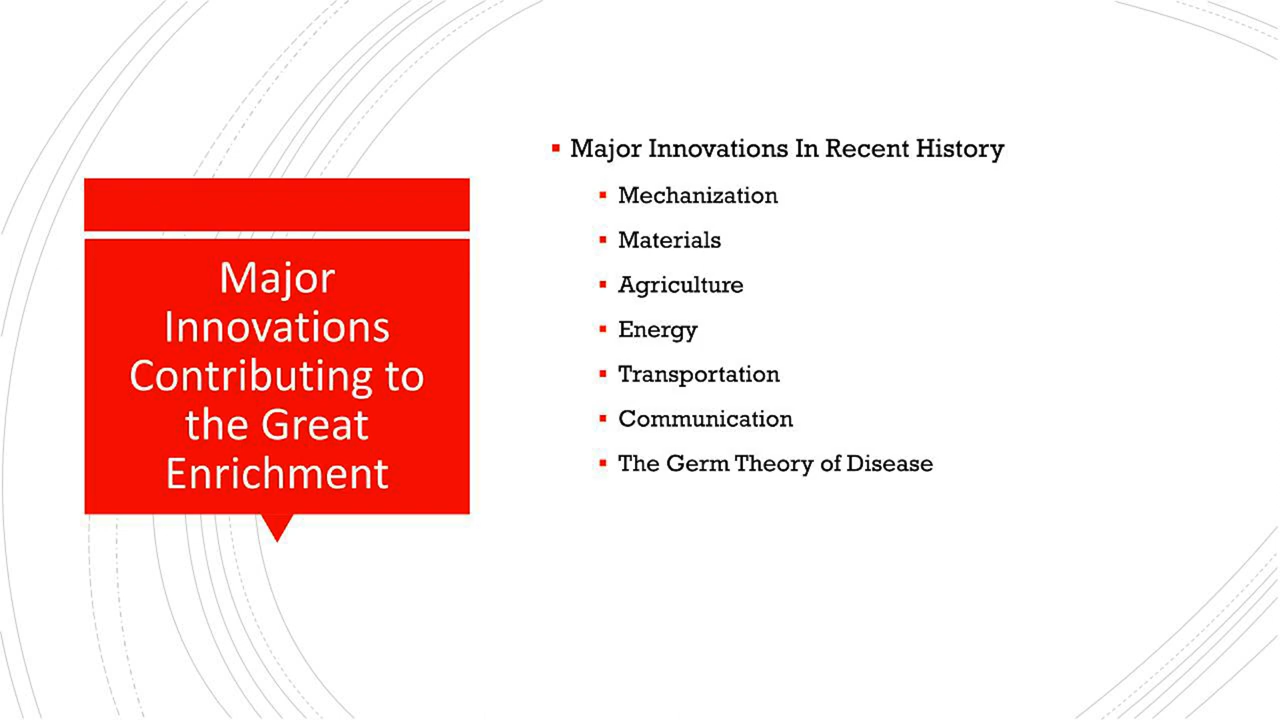 Major
Innovations
Contributing to
the Great
Enrichment
Major Innovations In Recent History
Mechanization
Materials
Agriculture
Energy
Transportation
Communication
The Germ Theory of Disease